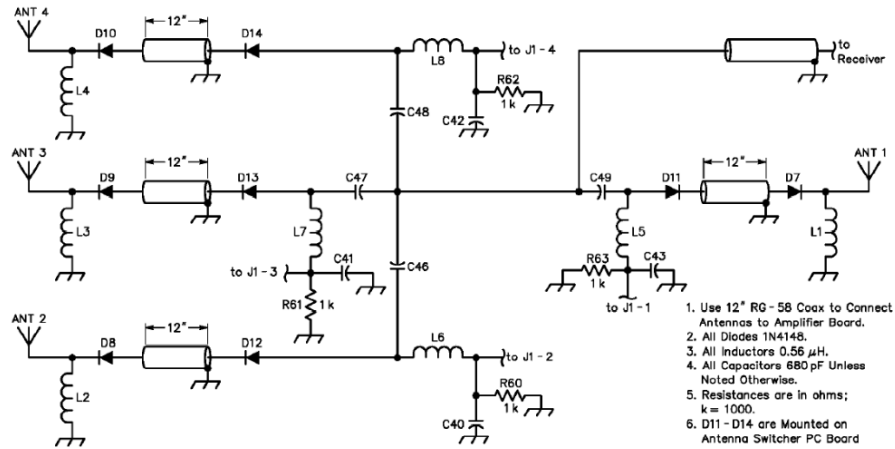 ANT 4
D10
12"
D14
L8
to J1-4
to
Receiver
L4
R62
1 k
C48
C42
ANT 3
D9
12"
D13
C47
C49
D11
12"
D7
ANT 1
L3
L7
C41
to J1-3
R61
1 k
C46
L5
L1
R63
1 k
C43
to J1-1
ANT 2
D8
12"
D12
L6
to J1-2
L2
R60
1 k
C40
1. Use 12" RG-58 Coax to Connect
Antennas to Amplifier Board.
2. All Diodes 1N4148.
3. All Inductors 0.56 μH.
4. All Capacitors 680 pF Unless
Noted Otherwise.
5. Resistances are in ohms;
k = 1000.
6. D11-D14 are Mounted on
Antenna Switcher PC Board